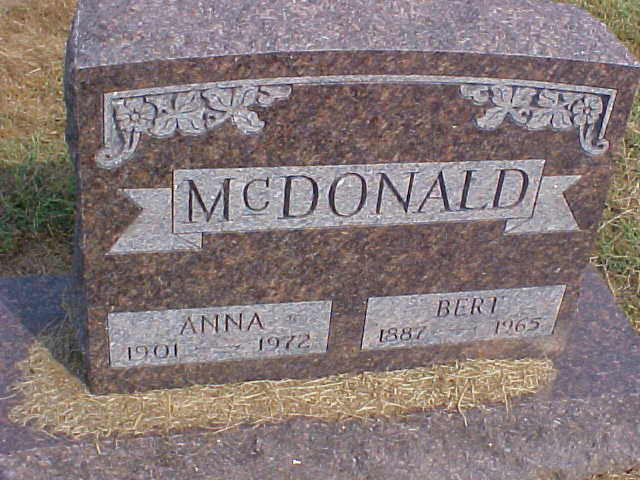 McDONALD
ANNA
1901 — 1972
BERT
1887 — 1965